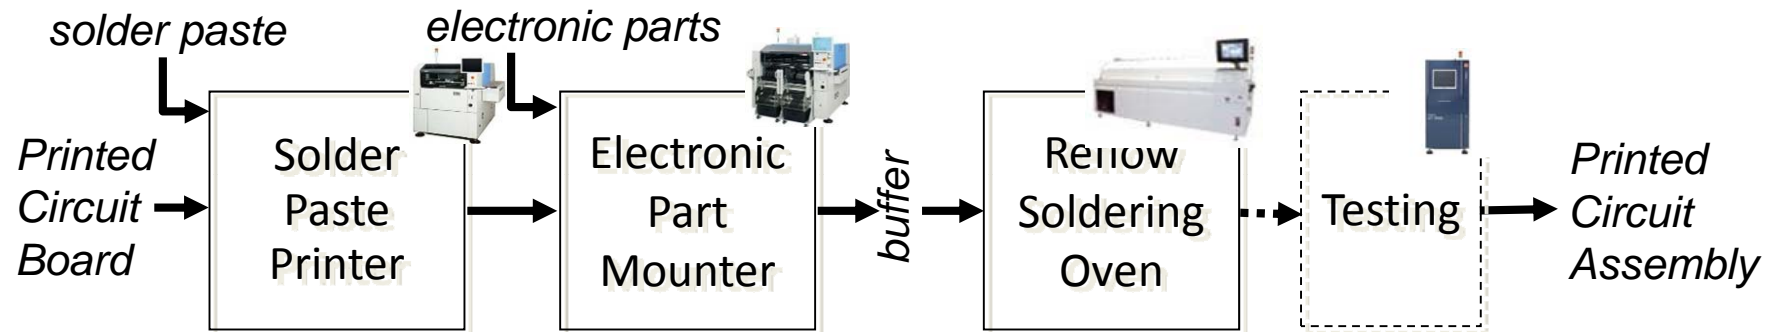 solder paste
electronic parts
Printed
Circuit
Board
Solder
Paste
Printer
Electronic
Part
Mounter
buffer
Reflow
Soldering
Oven
Testing
Printed
Circuit
Assembly